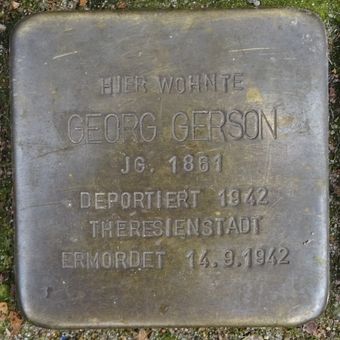 HIER WOHNTE
GEORG GERSON
JG. 1861
DEPORTIERT 1942
THERESIENSTADT
ERMORDET 14.9.1942